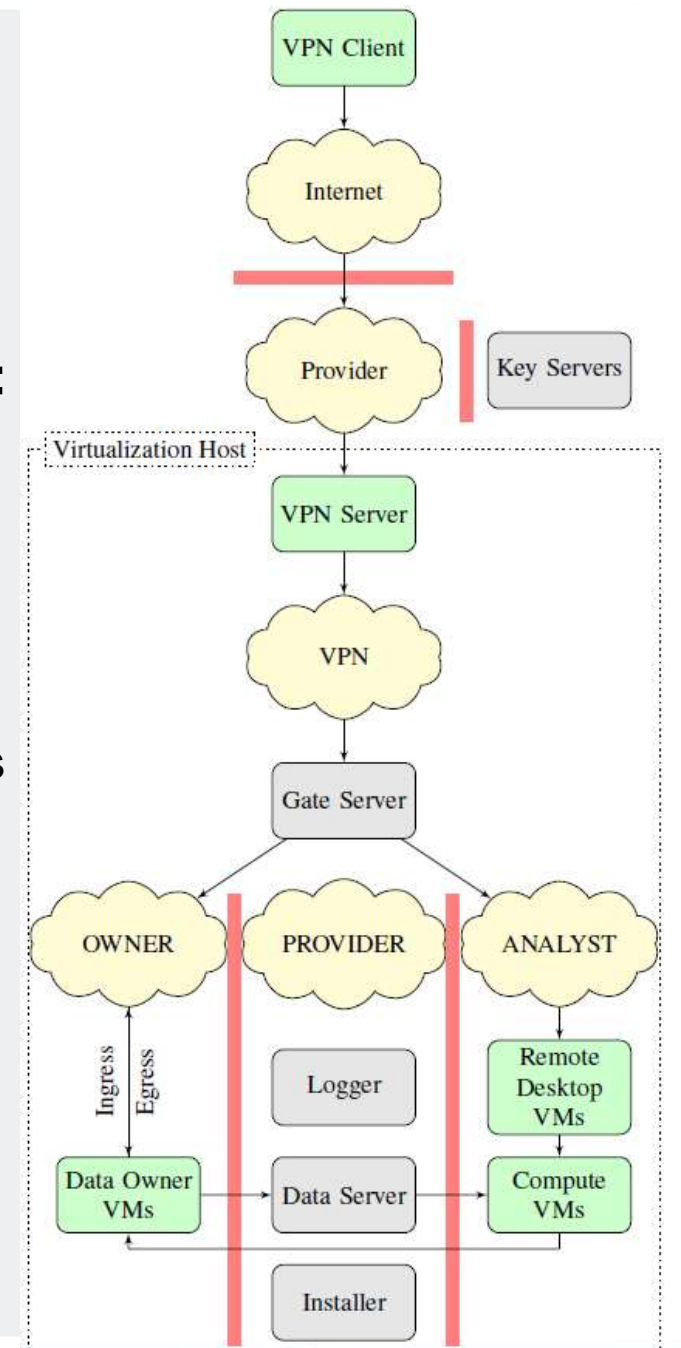 VPN Client
Internet
:
Provider
Key Servers
Virtualization Host
VPN Server
VPN
s
Gate Server
OWNER
PROVIDER
ANALYST
Ingress
Egress
Logger
Remote
Desktop
VMs
Data Owner
VMs
Data Server
Compute
VMs
Installer